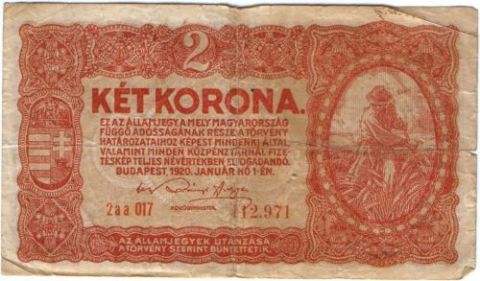 2
KÉT KORONA.
EZ AZ ÁLLAMJEGY A MELY MAGYARORSZÁG
FÜGGŐ ADÓSSÁGÁNAK RÉSZE A TÖRVÉNY
HATÁROZATAIHOZ KÉPEST MINDENKI ÁLTAL
VALAMINT MINDEN KÖZPÉNZTÁRNÁL FIZE-
TÉSKÉP TELJES NÉVÉRTÉKBEN ELFOGADANDÓ.
BUDAPEST, 1920. JANUÁR HÓ 1-ÉN.
PÉNZÜGYMINISTER.
2aa 017 112.971
AZ ÁLLAMJEGYEK UTÁNZÁSA
A TÖRVÉNY SZERINT BÜNTETTETIK.